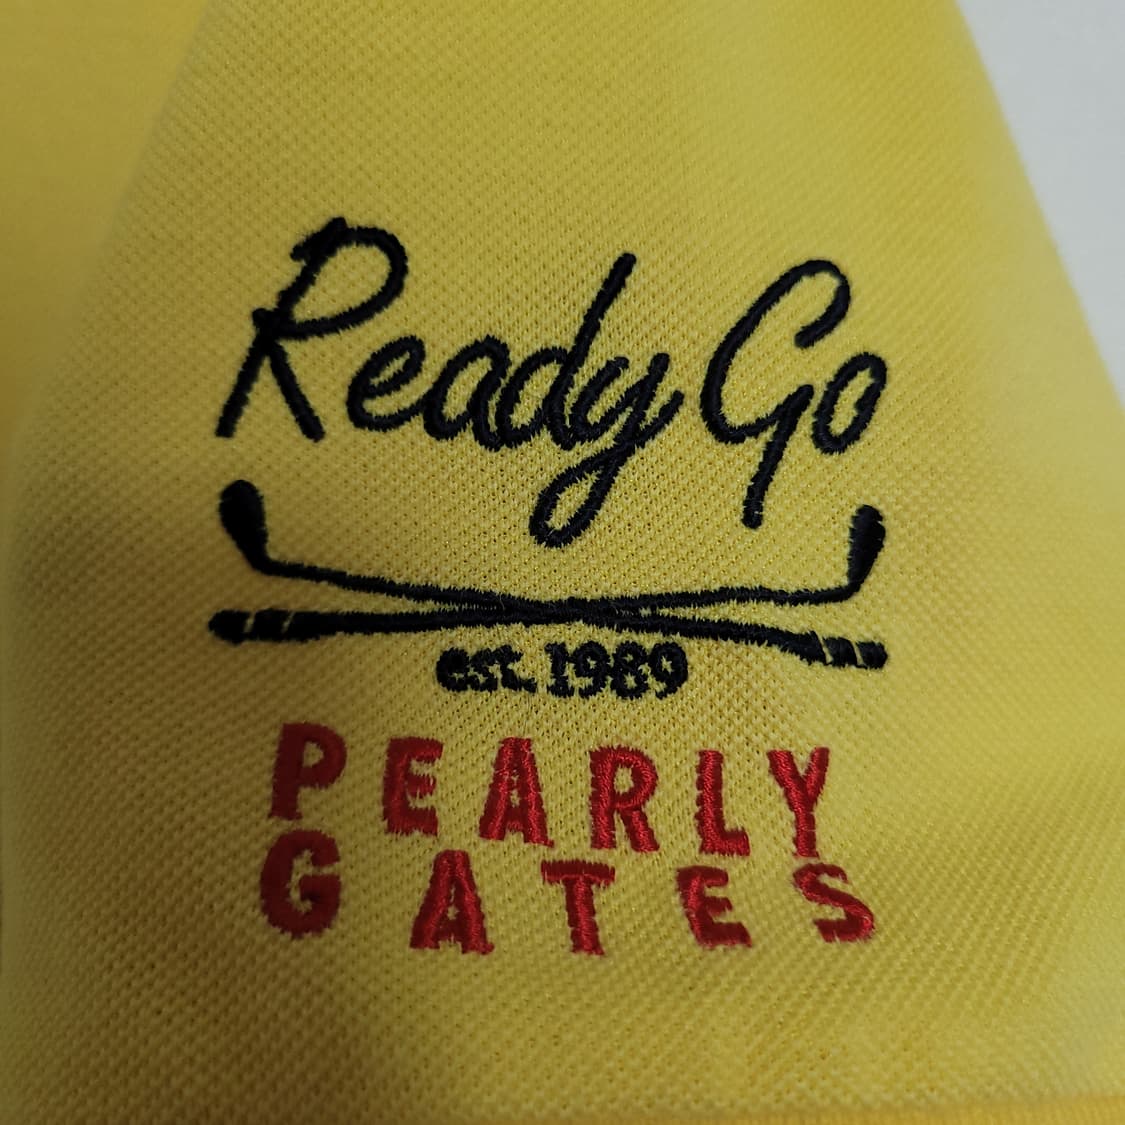 Ready Go
est. 1989
PEARLY
GATES